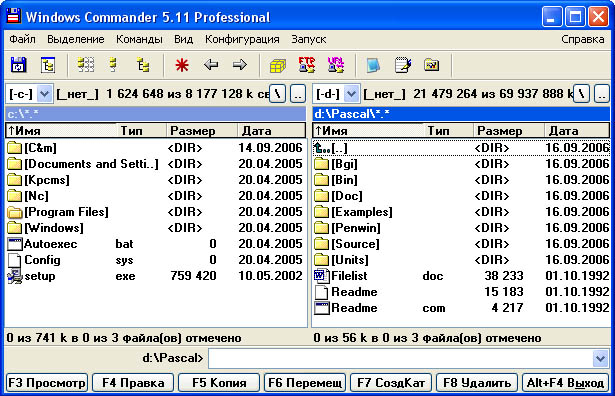 Windows Commander 5.11 Professional
Файл Выделение Команды Вид Конфигурация Запуск Справка
FTP URL
[-c-] [_нет_] 1 624 648 из 8 177 128 k св \ ..
[-d-] [_нет_] 21 479 264 из 69 937 888 k \ ..
c:\*.*
↑Имя Тип Размер Дата
[C&m] <DIR> 14.09.2006
[Documents and Setti..] <DIR> 20.04.2005
[Kpcms] <DIR> 20.04.2005
[Nc] <DIR> 20.04.2005
[Program Files] <DIR> 20.04.2005
[Windows] <DIR> 20.04.2005
Autoexec bat 0 20.04.2005
Config sys 0 20.04.2005
setup exe 759 420 10.05.2002
0 из 741 k в 0 из 3 файла(ов) отмечено
d:\Pascal\*.*
↑Имя Тип Размер Дата
[..] <DIR> 16.09.2006
[Bgi] <DIR> 16.09.2006
[Bin] <DIR> 16.09.2006
[Doc] <DIR> 16.09.2006
[Examples] <DIR> 16.09.2006
[Penwin] <DIR> 16.09.2006
[Source] <DIR> 16.09.2006
[Units] <DIR> 16.09.2006
Filelist doc 38 233 01.10.1992
Readme 15 183 01.10.1992
Readme com 4 217 01.10.1992
0 из 56 k в 0 из 3 файла(ов) отмечено
d:\Pascal>
F3 Просмотр F4 Правка F5 Копия F6 Перемещ F7 СоздКат F8 Удалить Alt+F4 Выход